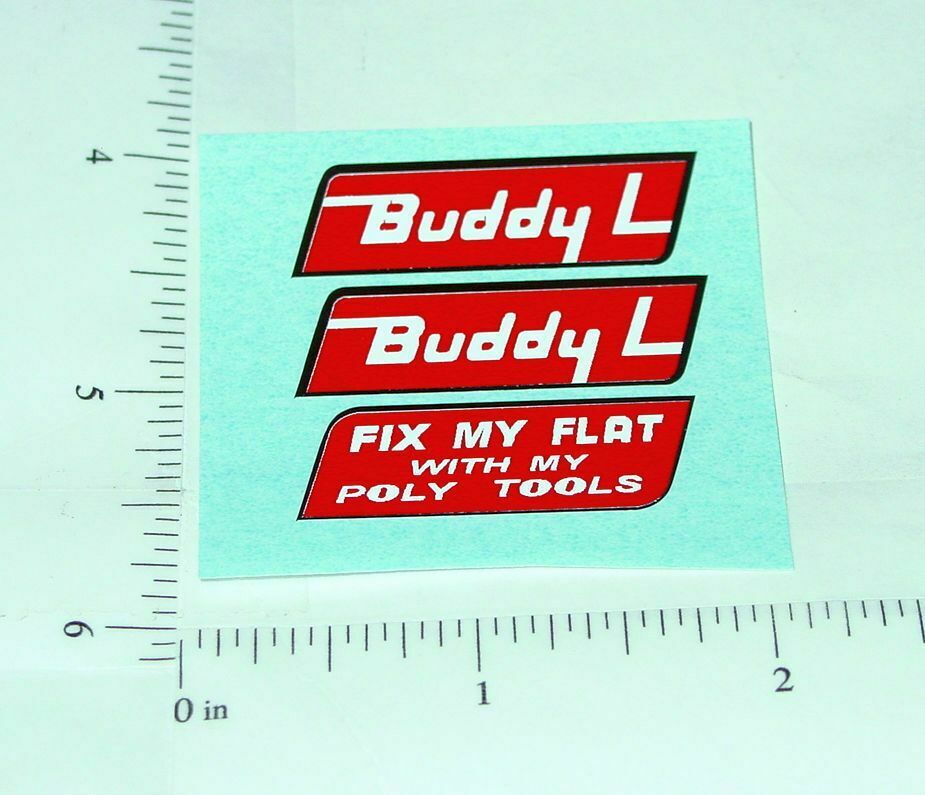 4
Buddy L
Buddy L
5
FIX MY FLAT
WITH MY
POLY TOOLS
6
0 in
1
2